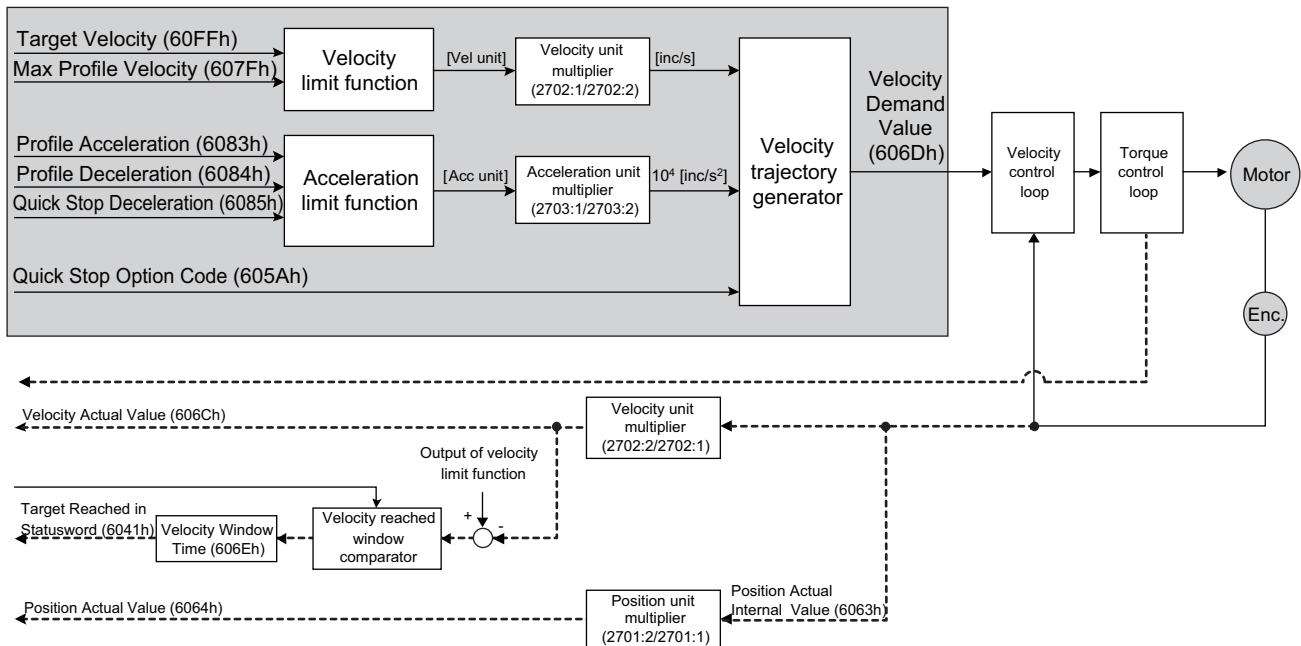 Target Velocity (60FFh)
Max Profile Velocity (607Fh)
Velocity
limit function
[Vel unit]
Velocity unit
multiplier
(2702:1/2702:2)
[inc/s]
Profile Acceleration (6083h)
Profile Deceleration (6084h)
Quick Stop Deceleration (6085h)
Acceleration
limit function
[Acc unit]
Acceleration unit
multiplier
(2703:1/2703:2)
10⁴ [inc/s²]
Quick Stop Option Code (605Ah)
Velocity
trajectory
generator
Velocity
Demand
Value
(606Dh)
Velocity
control
loop
Torque
control
loop
Motor
Enc.
Velocity Actual Value (606Ch)
Velocity unit
multiplier
(2702:2/2702:1)
Output of velocity
limit function
+
-
Target Reached in
Statusword (6041h)
Velocity Window
Time (606Eh)
Velocity reached
window
comparator
Position Actual Value (6064h)
Position unit
multiplier
(2701:2/2701:1)
Position Actual
Internal Value (6063h)